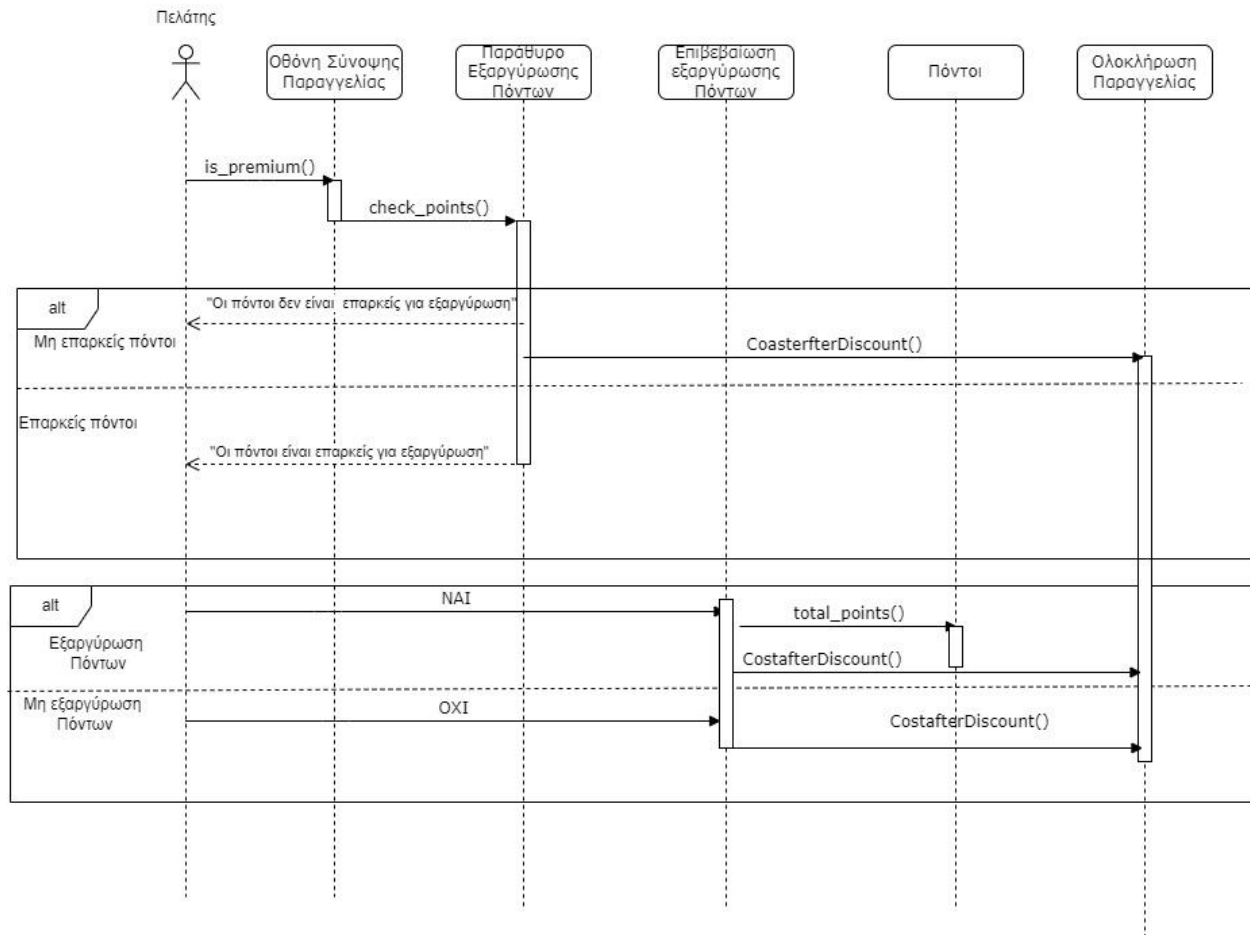 Πελάτης
Οθόνη Σύνοψης
Παραγγελίας
Παράθυρο
Εξαργύρωσης
Πόντων
Επιβεβαίωση
εξαργύρωσης
Πόντων
Πόντοι
Ολοκλήρωση
Παραγγελίας
is_premium()
check_points()
alt
"Οι πόντοι δεν είναι επαρκείς για εξαργύρωση"
Μη επαρκείς πόντοι
CoasterfterDiscount()
Επαρκείς πόντοι
"Οι πόντοι είναι επαρκείς για εξαργύρωση"
alt
ΝΑΙ
total_points()
Εξαργύρωση
Πόντων
CostafterDiscount()
Μη εξαργύρωση
Πόντων
ΟΧΙ
CostafterDiscount()